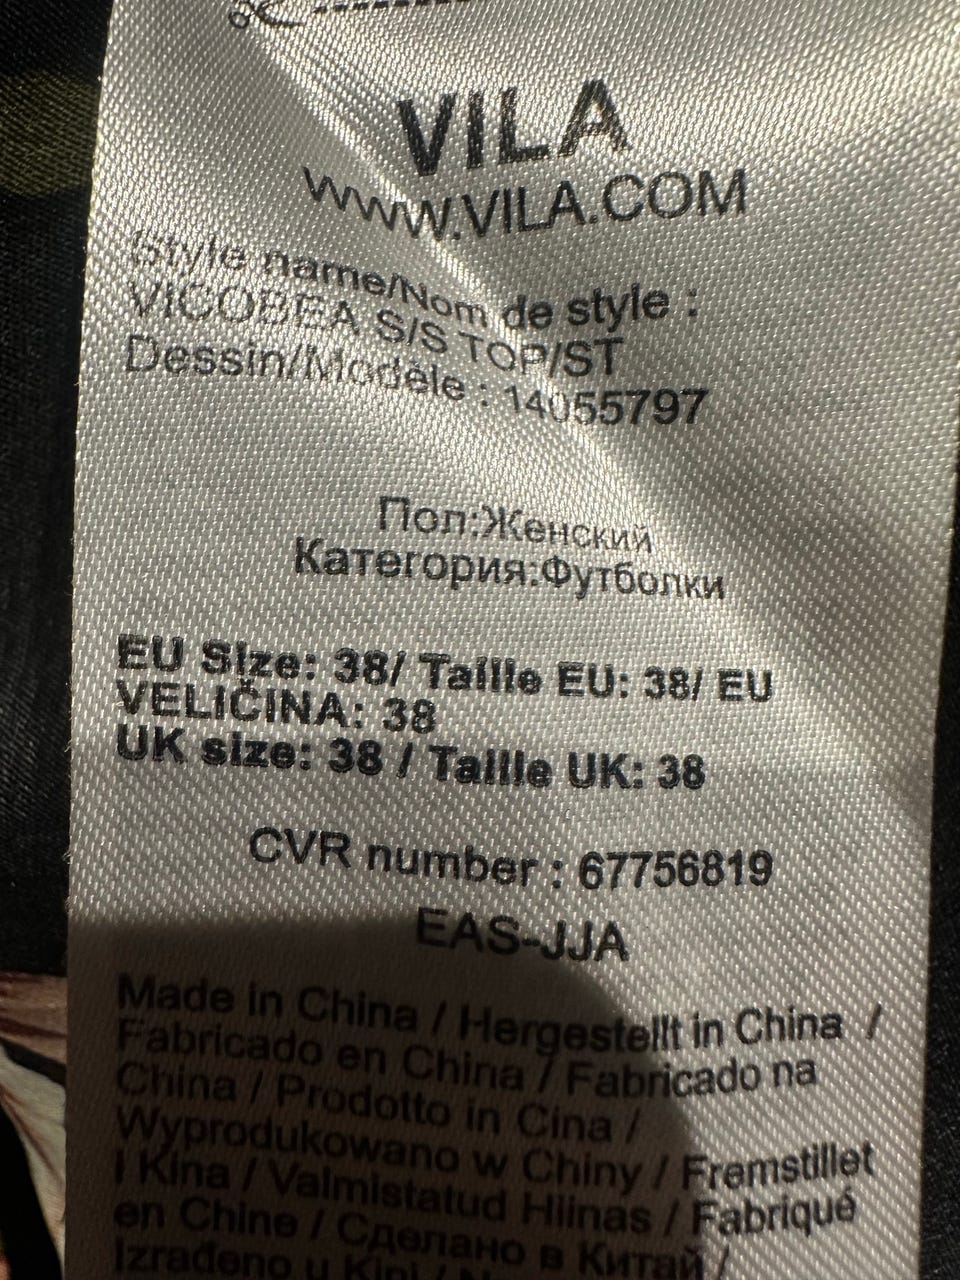 VILA
WWW.VILA.COM
Style name/Nom de style :
VICOBEA S/S TOP/ST
Dessin/Modèle : 14055797
Пол:Женский
Категория:Футболки
EU Size: 38/ Taille EU: 38/ EU
VELIČINA: 38
UK size: 38 / Taille UK: 38
CVR number : 67756819
EAS-JJA
Made in China / Hergestellt in China /
Fabricado en China / Fabricado na
China / Prodotto in Cina /
Wyprodukowano w Chiny / Fremstillet
i Kina / Valmistatud Hiinas / Fabriqué
en Chine / Сделано в Китай /
Izrađeno u Kini /